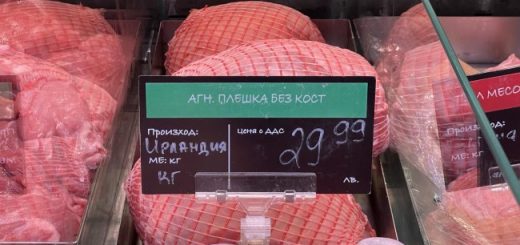 АГН. ПЛЕШКА БЕЗ КОСТ
Произход:
Ирландия
МЕ: кг
кг
Цена с ДДС
29.99
лв.
Л МЕСО